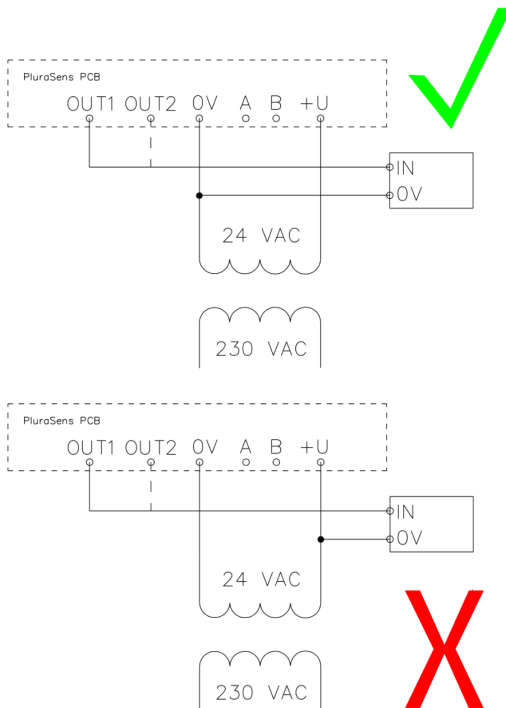 PluraSens PCB
OUT1 OUT2 0V A B +U
IN
0V
24 VAC
230 VAC
PluraSens PCB
OUT1 OUT2 0V A B +U
IN
0V
24 VAC
230 VAC